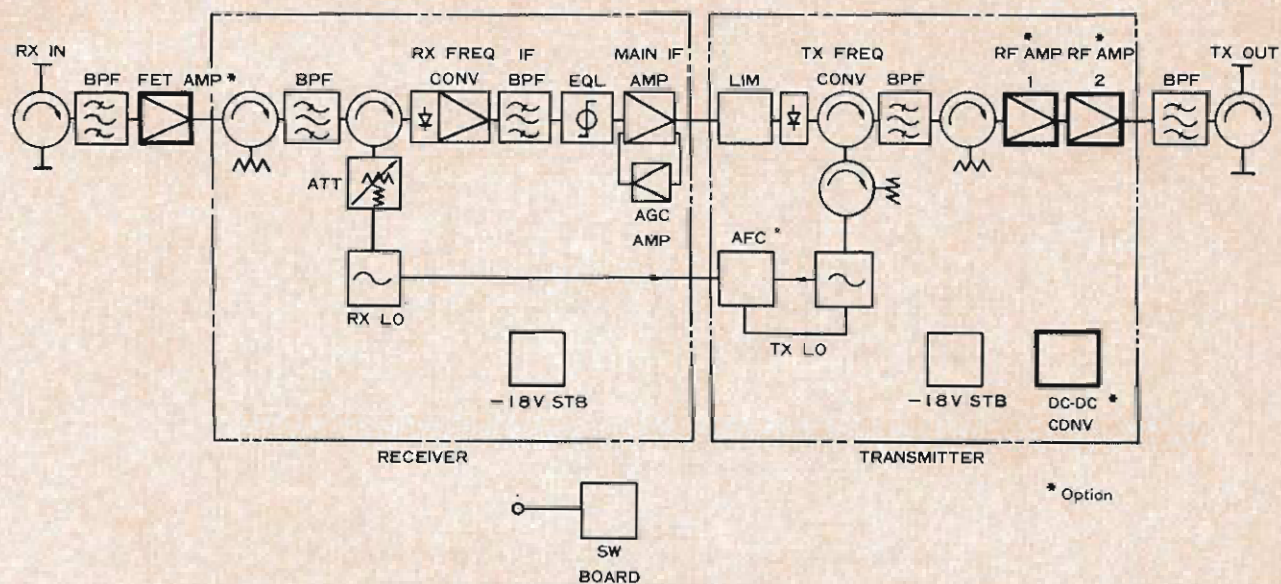 RX IN
BPF
FET AMP *
BPF
RX FREQ
CONV
IF
BPF
EQL
MAIN IF
AMP
LIM
TX FREQ
CONV
BPF
RF AMP *
1
RF AMP *
2
BPF
TX OUT
ATT
AGC
AMP
AFC *
RX LO
TX LO
-18V STB
-18V STB
DC-DC *
CDNV
RECEIVER
TRANSMITTER
* Option
SW
BOARD